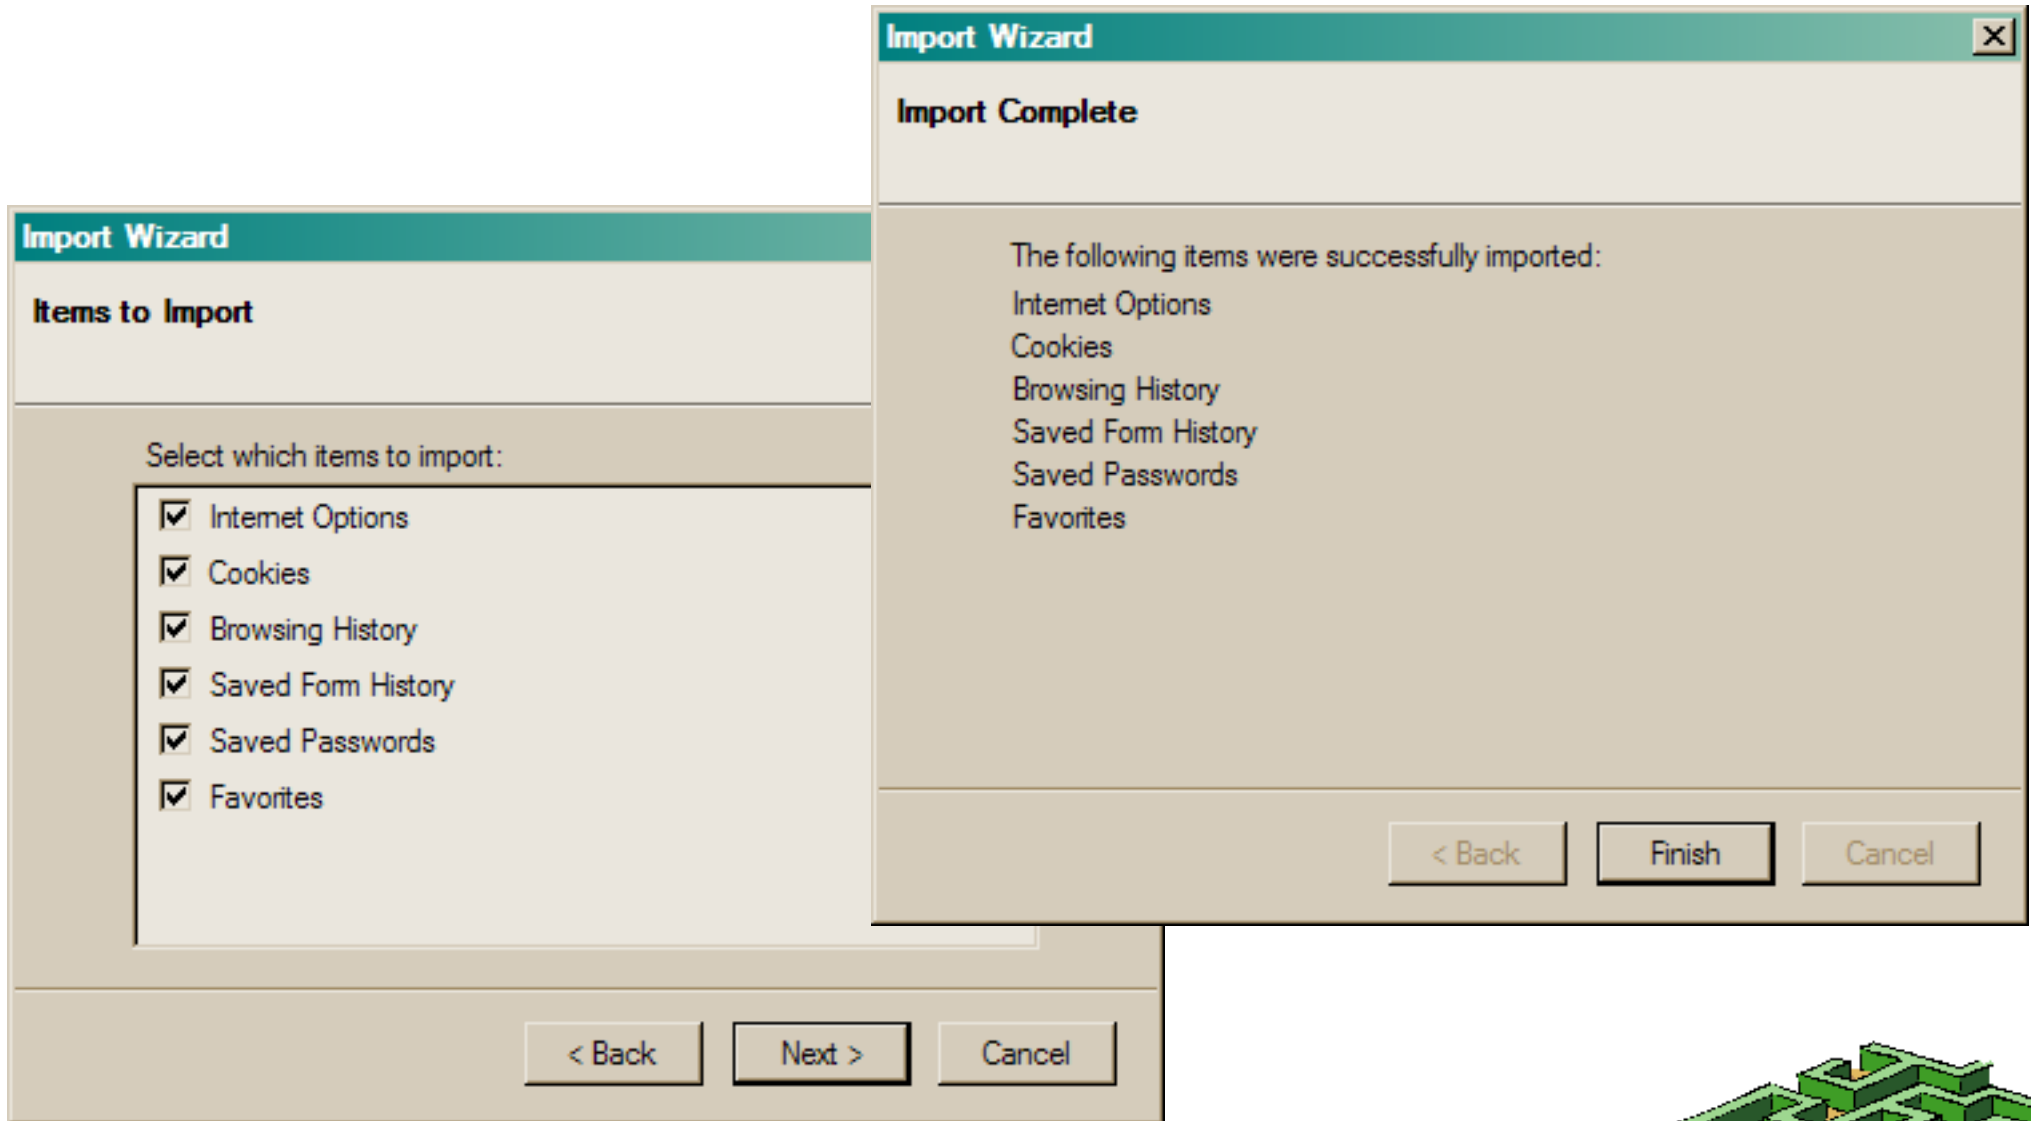 Import Wizard
Items to Import
Select which items to import:
Internet Options
Cookies
Browsing History
Saved Form History
Saved Passwords
Favorites
< Back
Next >
Cancel
Import Wizard
Import Complete
The following items were successfully imported:
Internet Options
Cookies
Browsing History
Saved Form History
Saved Passwords
Favorites
< Back
Finish
Cancel